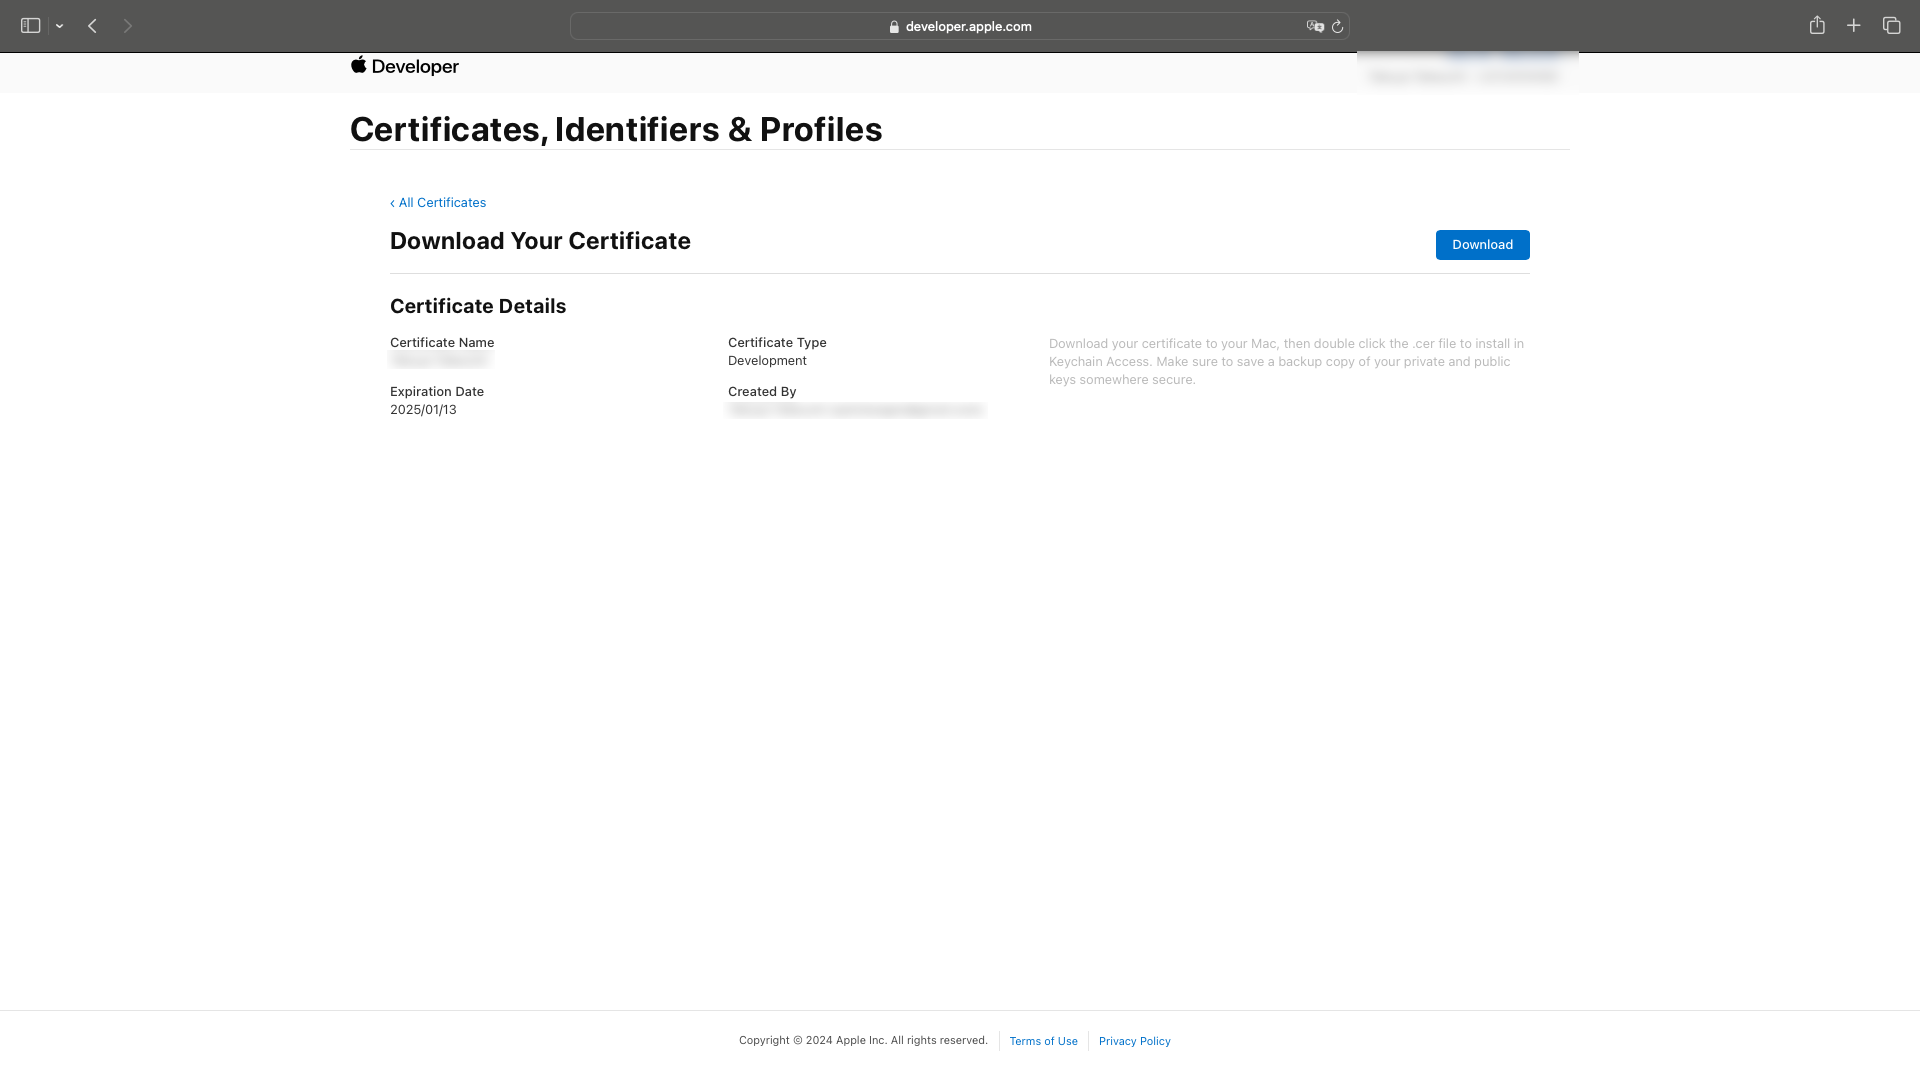 developer.apple.com
Developer
Certificates, Identifiers & Profiles
‹ All Certificates
Download Your Certificate
Download
Certificate Details
Certificate Name
Certificate Type
Development
Expiration Date
2025/01/13
Created By
Download your certificate to your Mac, then double click the .cer file to install in
Keychain Access. Make sure to save a backup copy of your private and public
keys somewhere secure.
Copyright © 2024 Apple Inc. All rights reserved.
Terms of Use
Privacy Policy